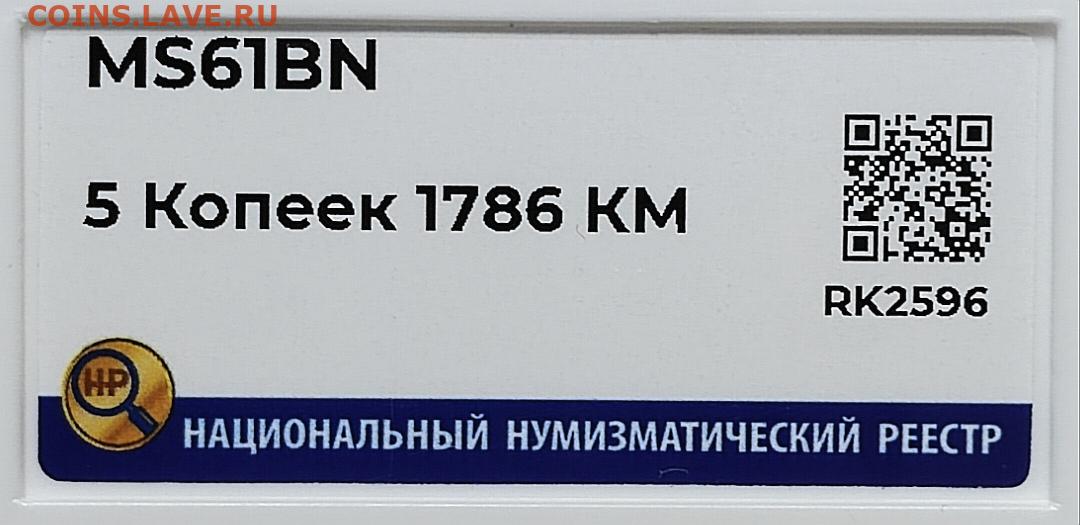 COINS.LAVE.RU
MS61BN
5 Копеек 1786 КМ
RK2596
НР
НАЦИОНАЛЬНЫЙ НУМИЗМАТИЧЕСКИЙ РЕЕСТР